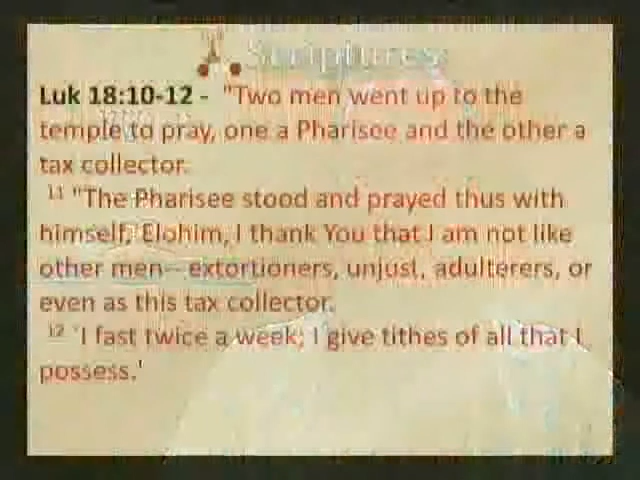 Scriptures
Luk 18:10-12 - "Two men went up to the
temple to pray, one a Pharisee and the other a
tax collector.
11 "The Pharisee stood and prayed thus with
himself, 'Elohim, I thank You that I am not like
other men--extortioners, unjust, adulterers, or
even as this tax collector.
12 'I fast twice a week; I give tithes of all that I
possess.'